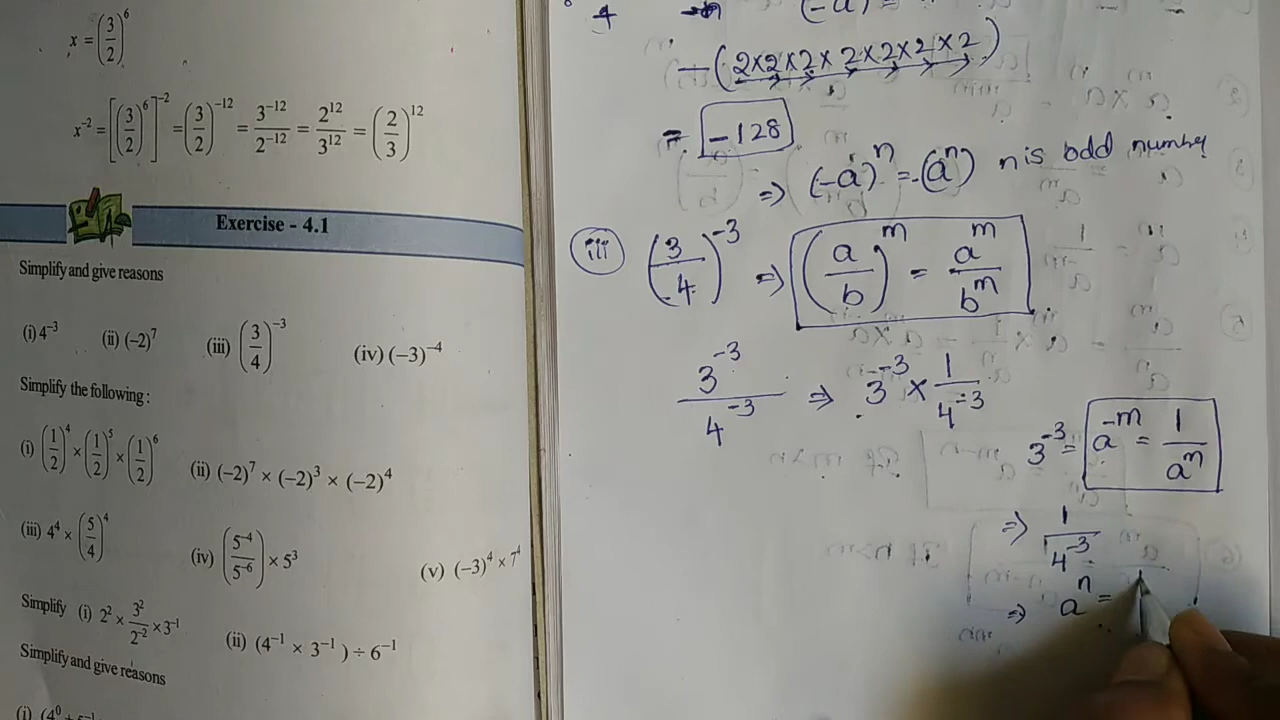 x = (3/2)^6
x^-2 = [(3/2)^6]^-2 = (3/2)^-12 = 3^-12/2^-12 = 2^12/3^12 = (2/3)^12
Exercise - 4.1
Simplify and give reasons
(i) 4^-3 (ii) (-2)^7 (iii) (3/4)^-3 (iv) (-3)^-4
Simplify the following :
(i) (1/2)^4 × (1/2)^5 × (1/2)^6 (ii) (-2)^7 × (-2)^3 × (-2)^4
(iii) 4^4 × (5/4)^4 (iv) (5^-4/5^-6) × 5^3 (v) (-3)^4 × 7^4
Simplify (i) 2^2 × 3^2/2^-2 × 3^-1 (ii) (4^-1 × 3^-1) ÷ 6^-1
Simplify and give reasons
(i) (4^0 + 5^-1
(-a) =
-(2×2×2×2×2×2×2)
= -128
⇒ (-a)^n = -(a^n) n is odd number
iii (3/4)^-3 ⇒ (a/b)^m = a^m/b^m
3^-3/4^-3 ⇒ 3^-3 × 1/4^-3
3^-3 = a^-m = 1/a^m
⇒ 1/4^-3
⇒ a^n =